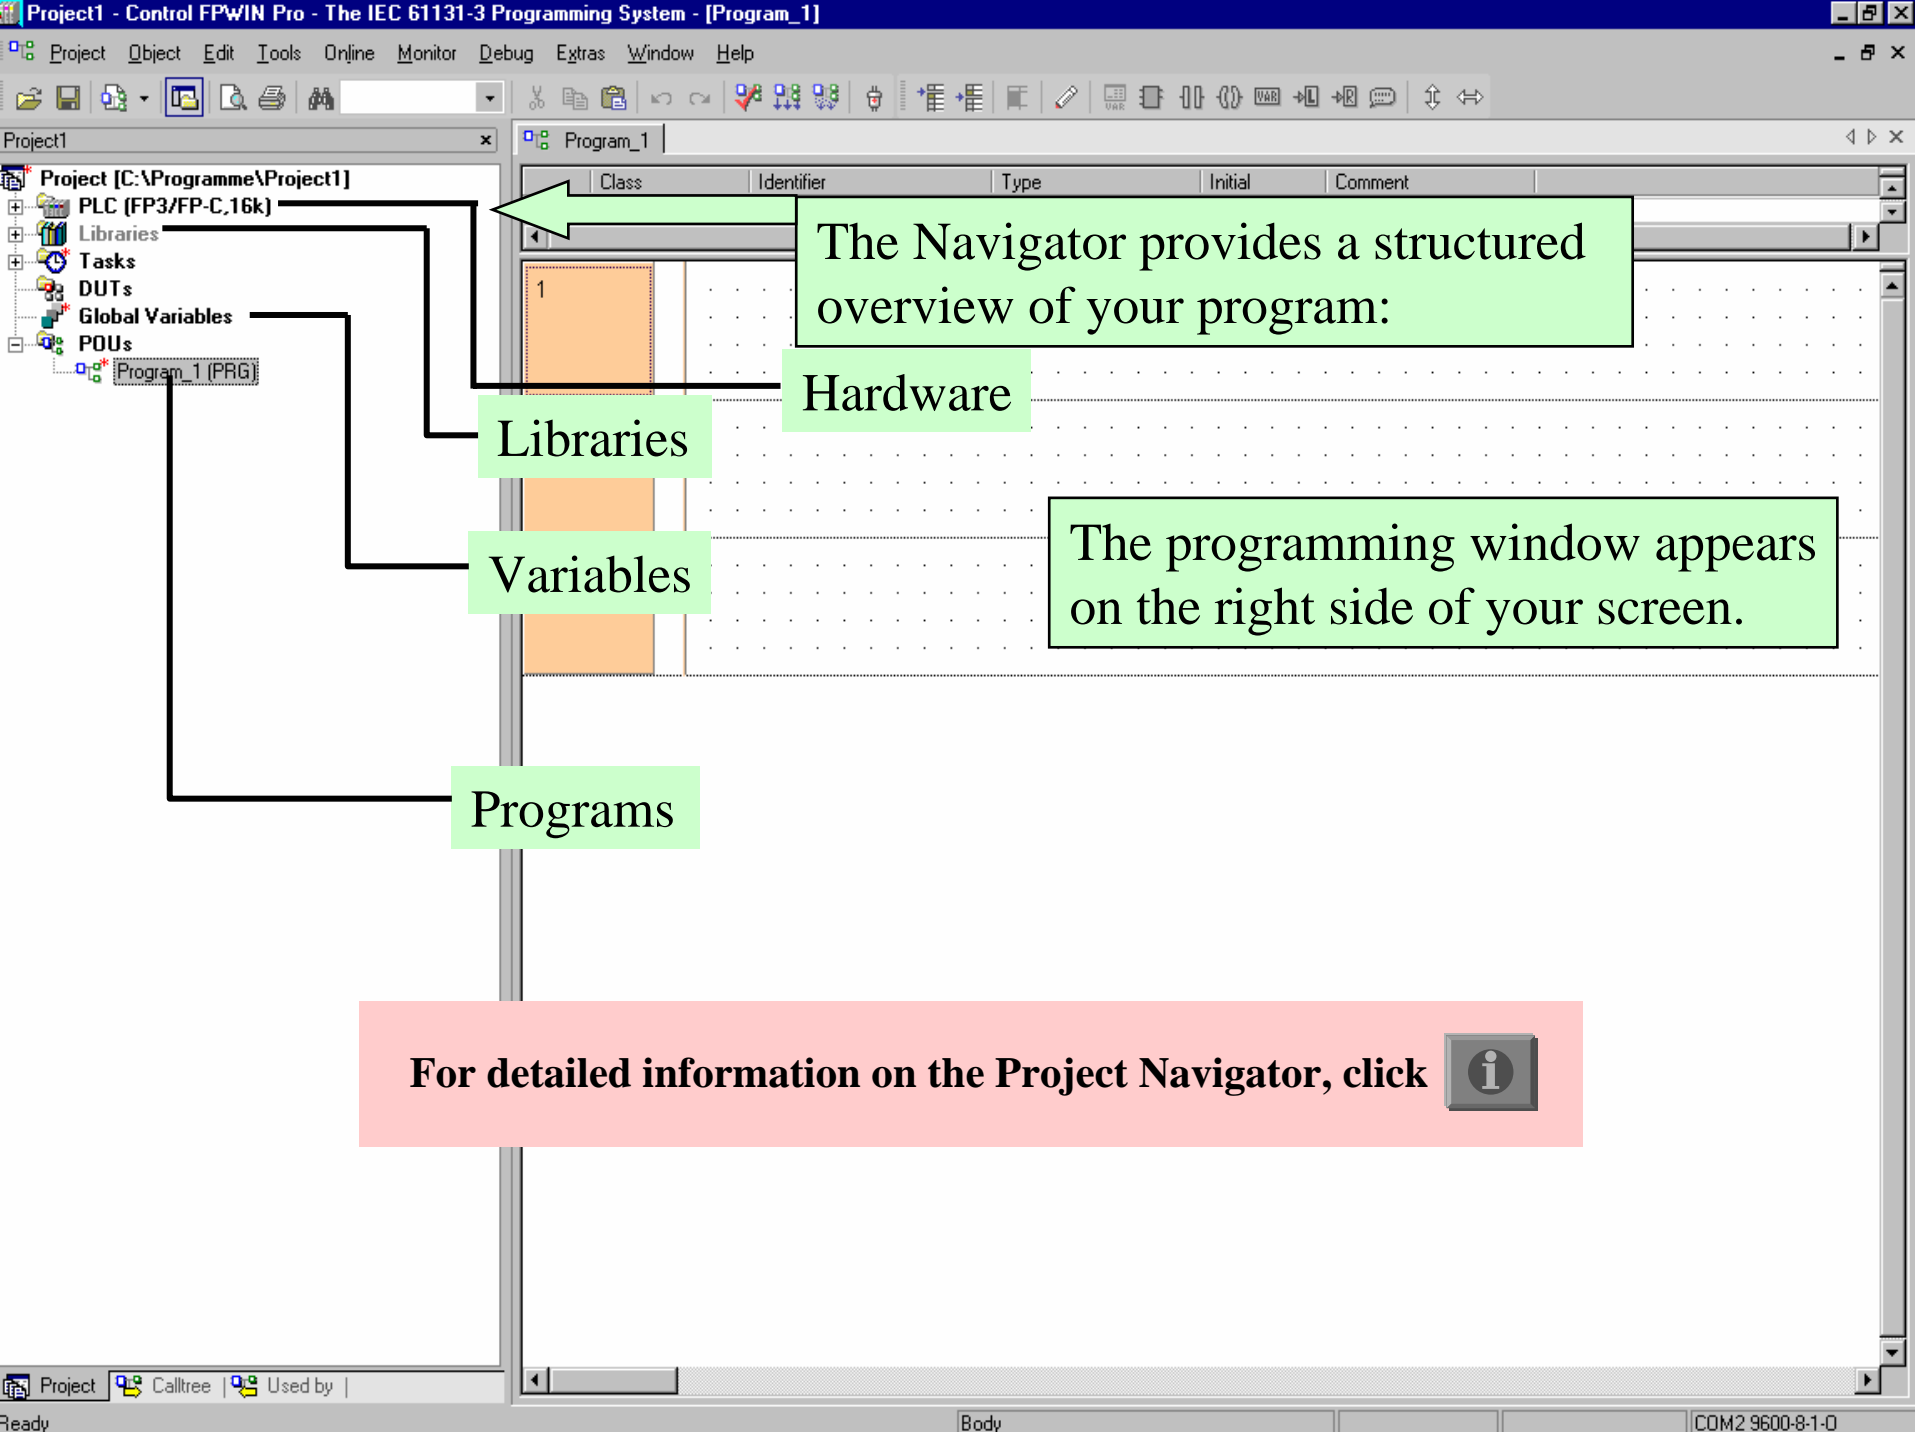 Project1 - Control FPWIN Pro - The IEC 61131-3 Programming System - [Program_1]
Project Object Edit Tools Online Monitor Debug Extras Window Help
VAR VAR L R
Project1
Program_1
Project [C:\Programme\Project1]
PLC (FP3/FP-C,16k)
Libraries
Tasks
DUTs
Global Variables
POUs
Program_1 (PRG)
Class Identifier Type Initial Comment
1
The Navigator provides a structured
overview of your program:
Hardware
Libraries
Variables
The programming window appears
on the right side of your screen.
Programs
For detailed information on the Project Navigator, click
Project Calltree Used by
Ready Body COM2 9600-8-1-O